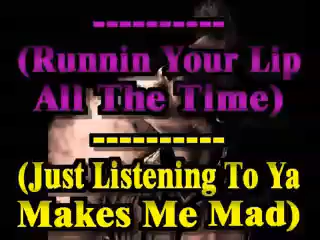 ----------
(Runnin Your Lip
All The Time)
----------
(Just Listening To Ya
Makes Me Mad)